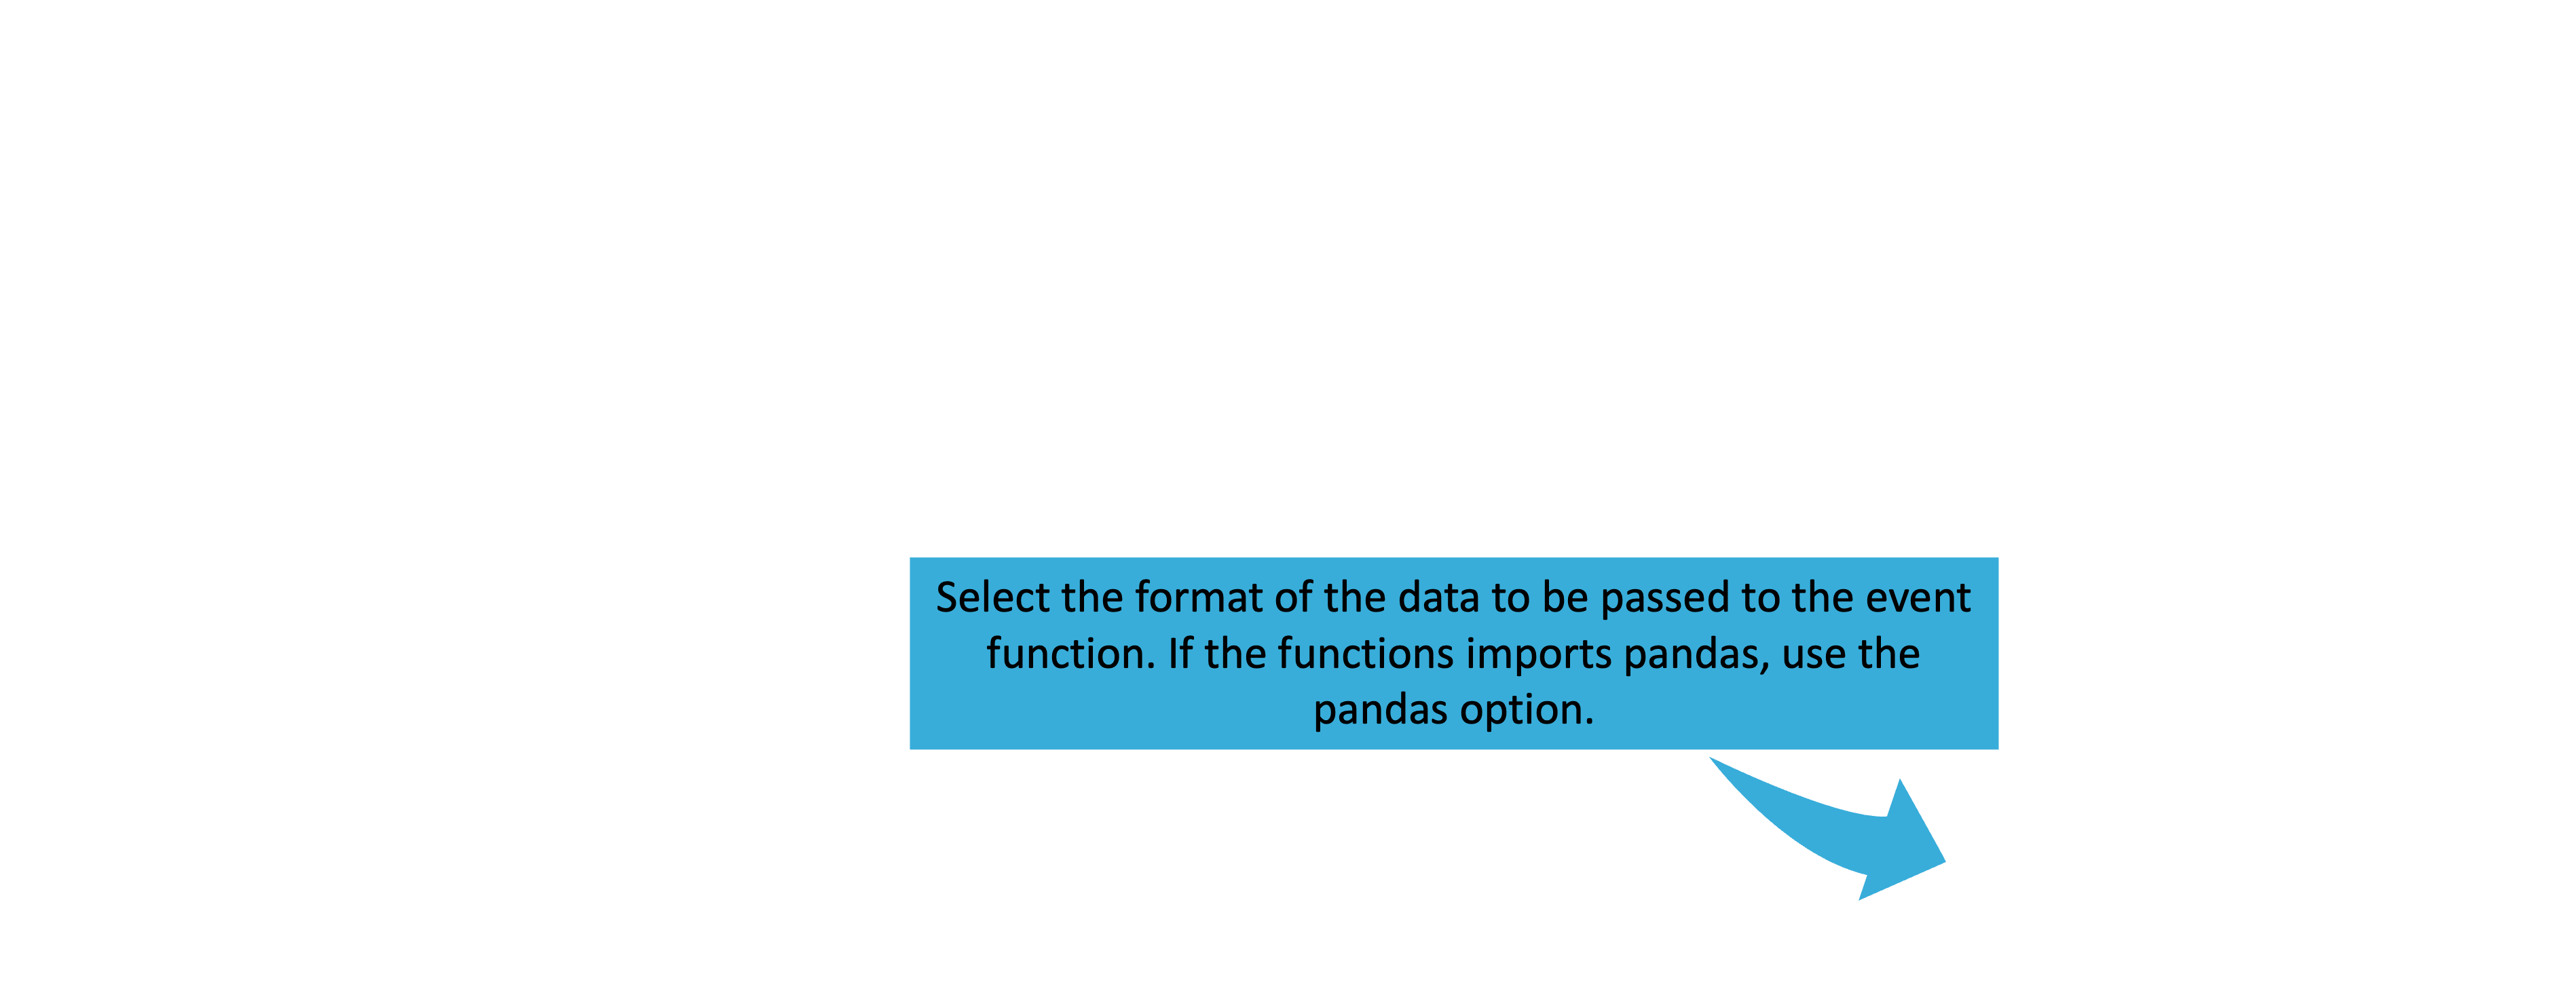 Select the format of the data to be passed to the event
function. If the functions imports pandas, use the
pandas option.